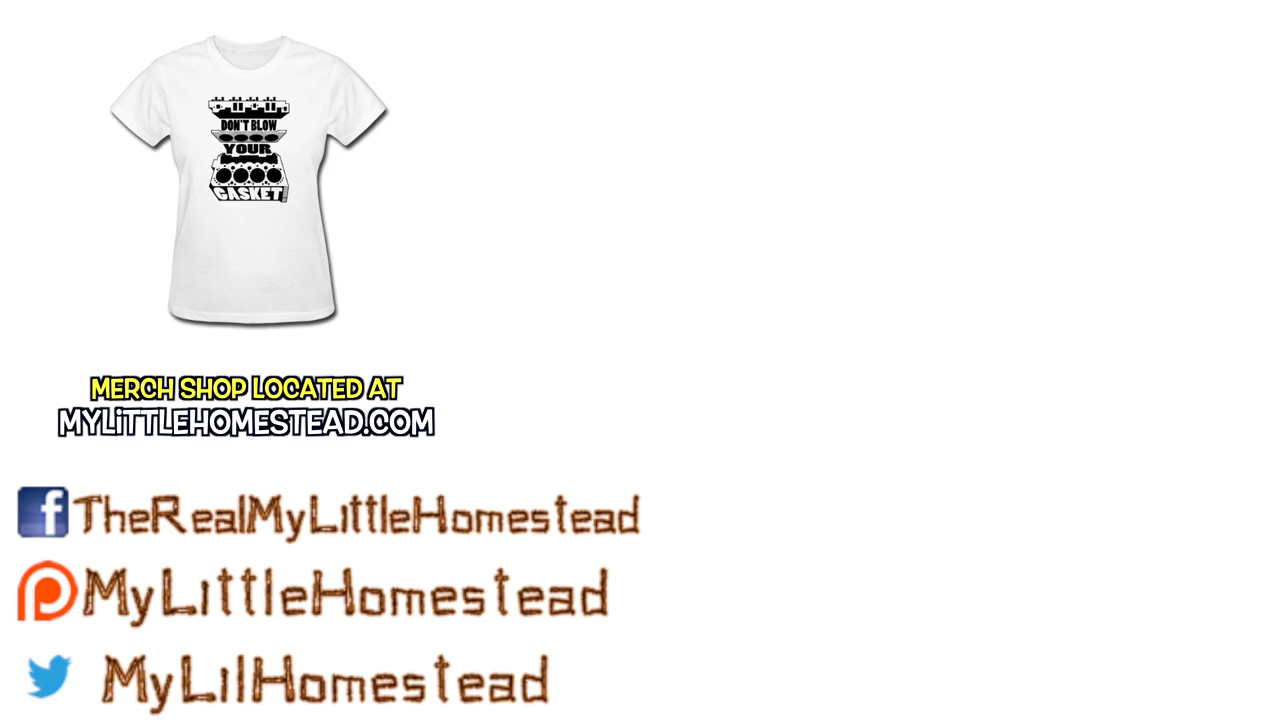 DON'T BLOW
YOUR
GASKET!
MERCH SHOP LOCATED AT
MYLiTTLEHOMESTEAD.COM
f TheRealMyLittleHomestead
MyLittleHomestead
MyLilHomestead